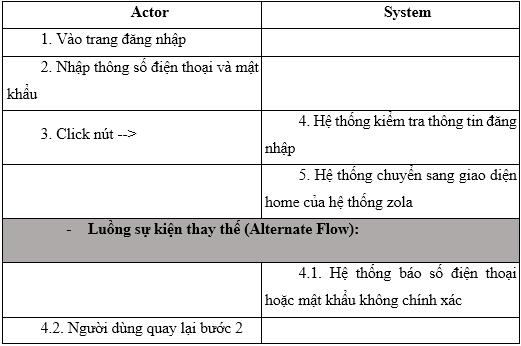 Actor System
1. Vào trang đăng nhập
2. Nhập thông số điện thoại và mật
khẩu
3. Click nút -->
4. Hệ thống kiểm tra thông tin đăng
nhập
5. Hệ thống chuyển sang giao diện
home của hệ thống zola
- Luồng sự kiện thay thế (Alternate Flow):
4.1. Hệ thống báo số điện thoại
hoặc mật khẩu không chính xác
4.2. Người dùng quay lại bước 2